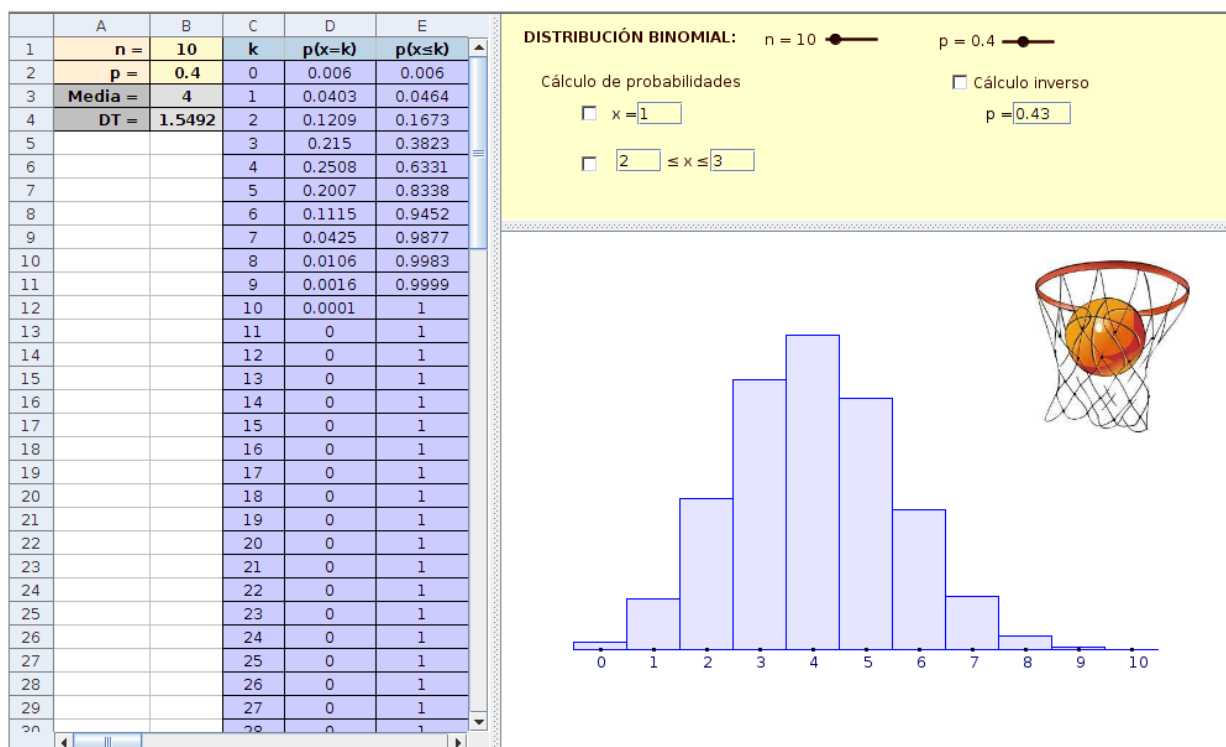 A B C D E
1 n = 10 k p(x=k) p(x≤k)
2 p = 0.4 0 0.006 0.006
3 Media = 4 1 0.0403 0.0464
4 DT = 1.5492 2 0.1209 0.1673
5 3 0.215 0.3823
6 4 0.2508 0.6331
7 5 0.2007 0.8338
8 6 0.1115 0.9452
9 7 0.0425 0.9877
10 8 0.0106 0.9983
11 9 0.0016 0.9999
12 10 0.0001 1
13 11 0 1
14 12 0 1
15 13 0 1
16 14 0 1
17 15 0 1
18 16 0 1
19 17 0 1
20 18 0 1
21 19 0 1
22 20 0 1
23 21 0 1
24 22 0 1
25 23 0 1
26 24 0 1
27 25 0 1
28 26 0 1
29 27 0 1
30 28 0 1
DISTRIBUCIÓN BINOMIAL: n = 10 p = 0.4
Cálculo de probabilidades Cálculo inverso
x = 1 p = 0.43
2 ≤ x ≤ 3
0 1 2 3 4 5 6 7 8 9 10